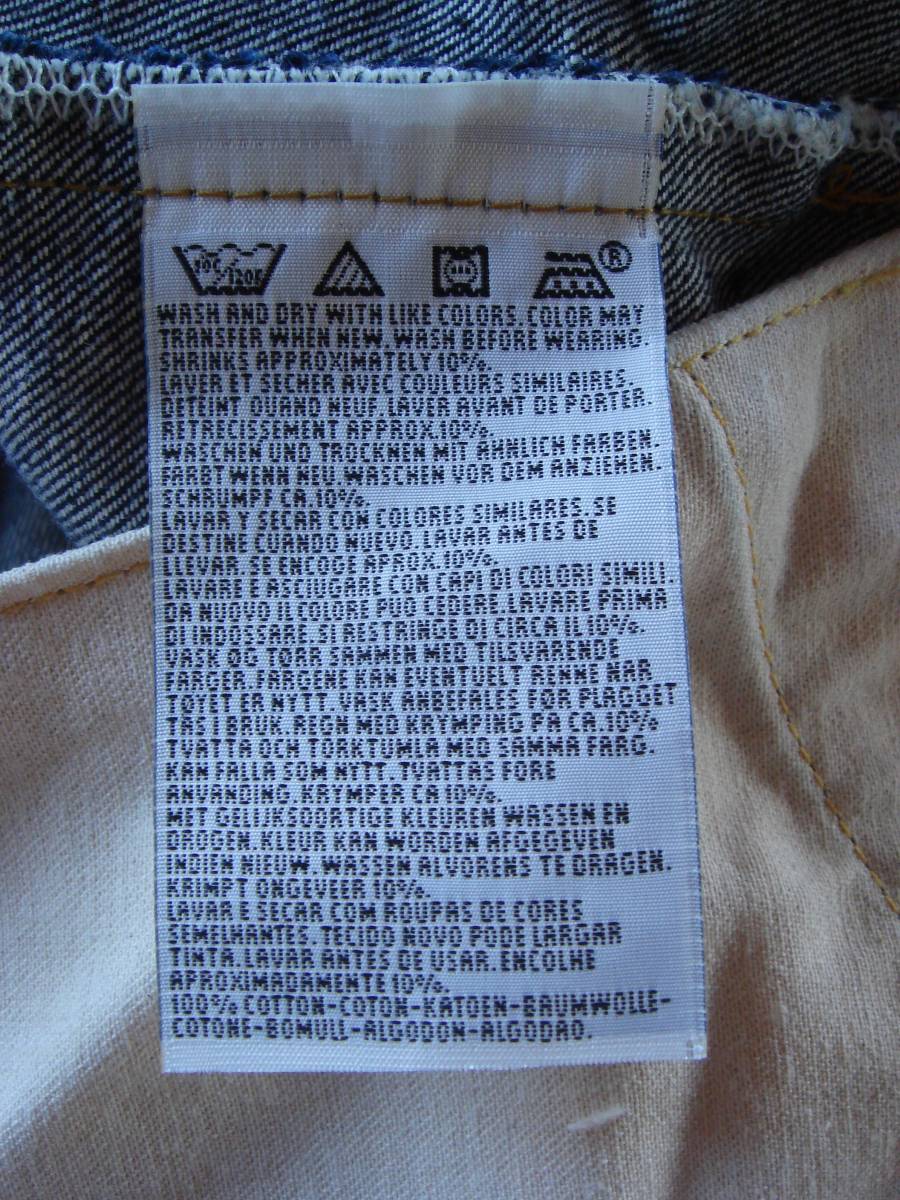 70C/120F
®
WASH AND DRY WITH LIKE COLORS. COLOR MAY
TRANSFER WHEN NEW. WASH BEFORE WEARING.
SHRINKS APPROXIMATELY 10%.
LAVER ET SECHER AVEC COULEURS SIMILAIRES.
DETEINT QUAND NEUF. LAVER AVANT DE PORTER.
RETRECISSEMENT APPROX.10%.
WASCHEN UND TROCKNEN MIT ÄHNLICH FARBEN.
FARBT WENN NEU. WASCHEN VOR DEM ANZIEHEN.
SCHRUMPF CA.10%.
LAVAR Y SECAR CON COLORES SIMILARES. SE
DESTINE CUANDO NUEVO. LAVAR ANTES DE
LLEVAR. SE ENCOGE APROX. 10%.
LAVARE E ASCIUGARE CON CAPI DI COLORI SIMILI.
DA NUOVO IL COLORE PUO CEDERE. LAVARE PRIMA
DI INDOSSARE. SI RESTRINGE DI CIRCA IL 10%.
VASK ØG TØRR SAMMEN MED TILSVARENDE
FARGER. FARGENE KAN EVENTUELT RENNE NAR
TØYET ER NYTT. VASK ANBEFALES FØR PLAGGET
TAS I BRUK. REGN MED KRYMPING PA CA.10%
TVATTA OCH TORKTUMLA MED SAMMA FARG.
KAN FALLA SOM NYTT. TVATTAS FORE
ANVANDING. KRYMPER CA 10%.
MET GELIJKSOORTIGE KLEUREN WASSEN EN
DROGEN. KLEUR KAN WORDEN AFGEGEVEN
INDIEN NIEUW. WASSEN ALVORENS TE DRAGEN.
KRIMPT ONGEVEER 10%.
LAVAR E SECAR COM ROUPAS DE CORES
SEMELHANTES. TECIDO NOVO PODE LARGAR
TINTA. LAVAR ANTES DE USAR. ENCOLHE
APROXIMADAMENTE 10%.
100% COTTON-COTON-KATOEN-BAUMWOLLE-
COTONE-BOMULL-ALGODON-ALGODAO.